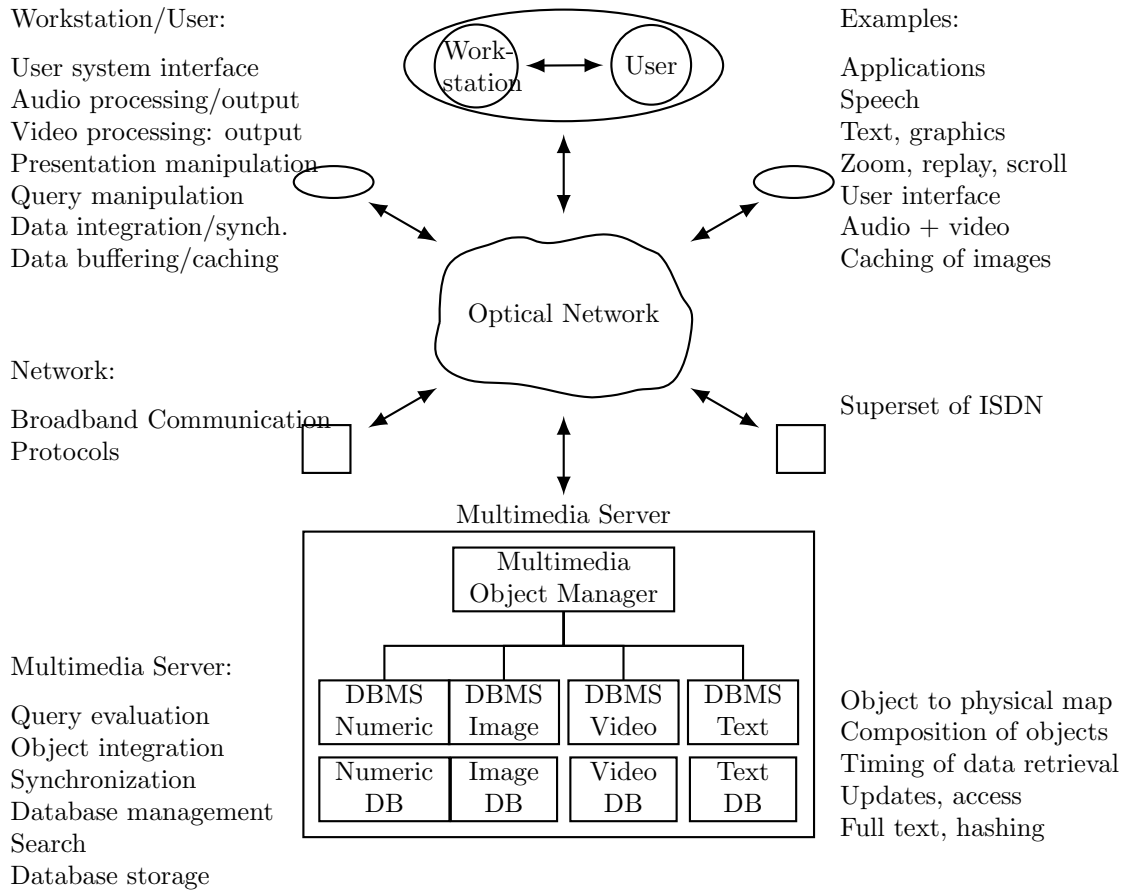 Workstation/User:
User system interface
Audio processing/output
Video processing: output
Presentation manipulation
Query manipulation
Data integration/synch.
Data buffering/caching
Work-
station
User
Examples:
Applications
Speech
Text, graphics
Zoom, replay, scroll
User interface
Audio + video
Caching of images
Optical Network
Network:
Broadband Communication
Protocols
Superset of ISDN
Multimedia Server
Multimedia
Object Manager
DBMS
Numeric
DBMS
Image
DBMS
Video
DBMS
Text
Numeric
DB
Image
DB
Video
DB
Text
DB
Multimedia Server:
Query evaluation
Object integration
Synchronization
Database management
Search
Database storage
Object to physical map
Composition of objects
Timing of data retrieval
Updates, access
Full text, hashing